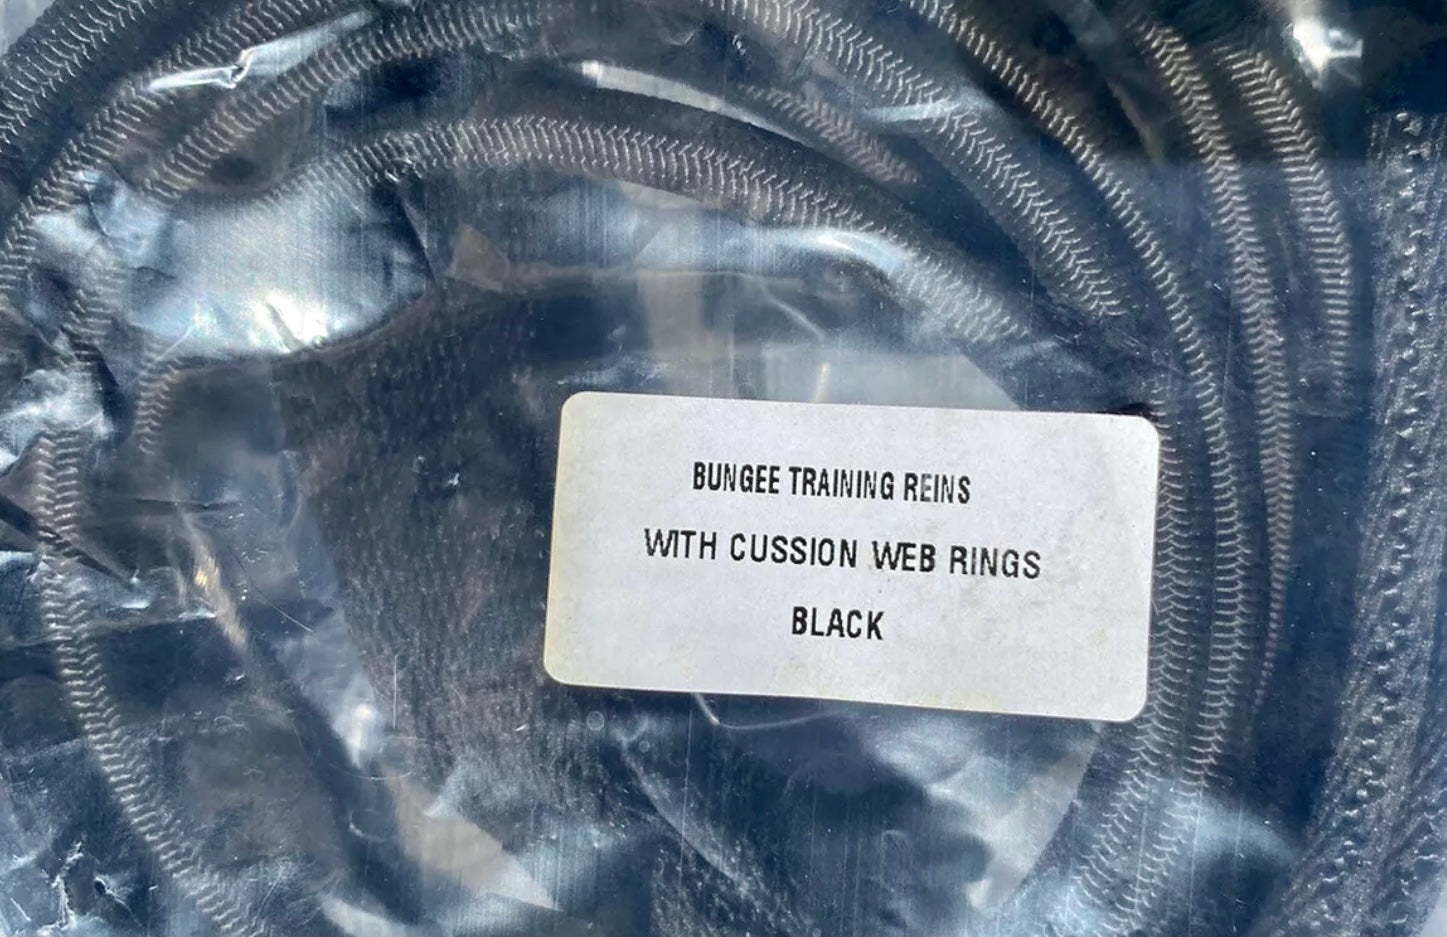 BUNGEE TRAINING REINS
WITH CUSSION WEB RINGS
BLACK